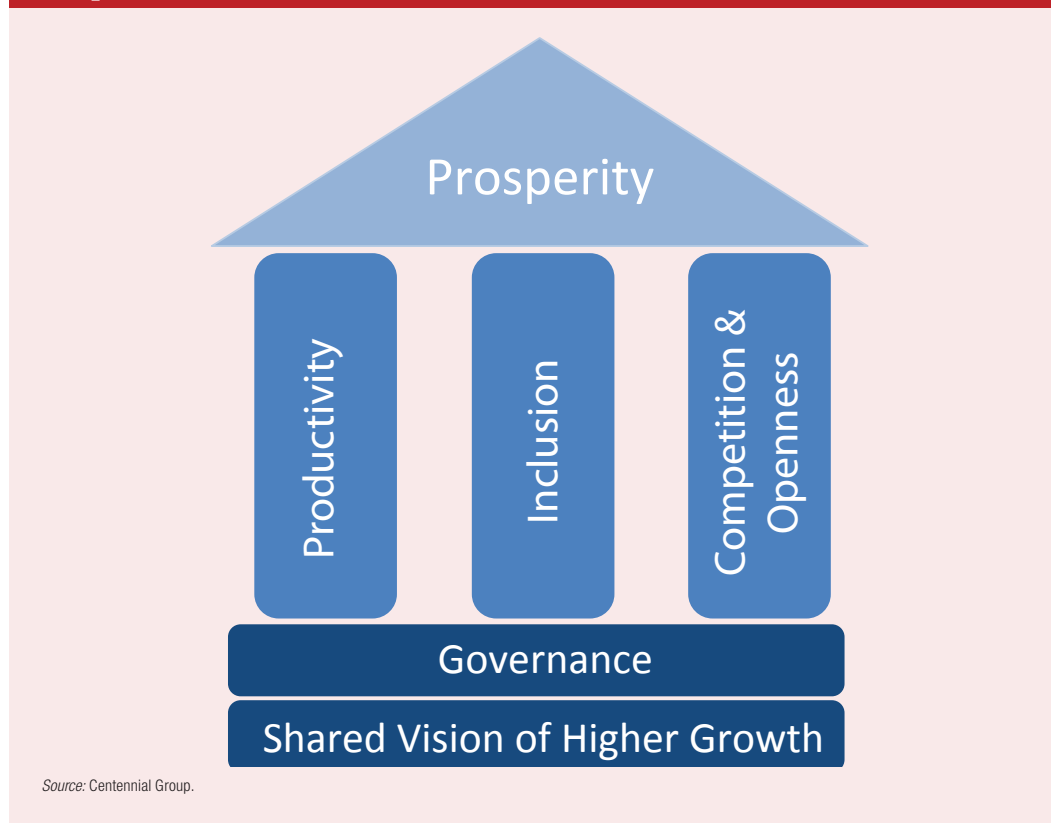 Prosperity
Productivity
Inclusion
Competition &
Openness
Governance
Shared Vision of Higher Growth
Source: Centennial Group.